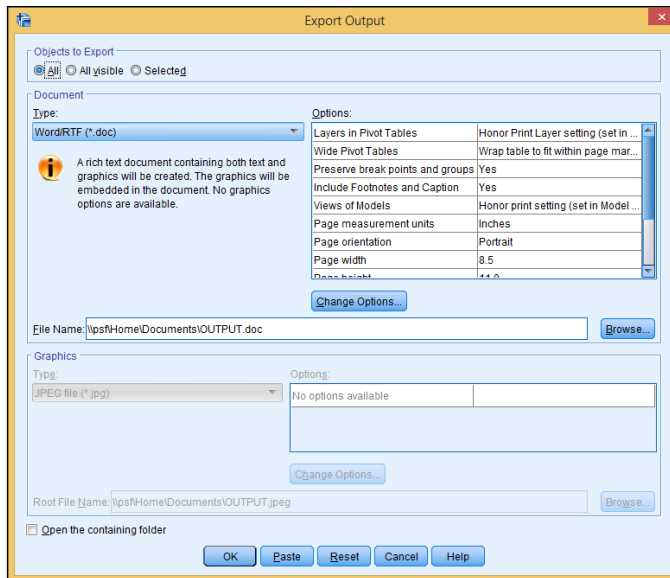 Export Output
Objects to Export
All All visible Selected
Document
Type:
Word/RTF (*.doc)
A rich text document containing both text and
graphics will be created. The graphics will be
embedded in the document. No graphics
options are available.
Options:
Layers in Pivot Tables Honor Print Layer setting (set in ...
Wide Pivot Tables Wrap table to fit within page mar...
Preserve break points and groups Yes
Include Footnotes and Caption Yes
Views of Models Honor print setting (set in Model ...
Page measurement units Inches
Page orientation Portrait
Page width 8.5
Page height 11.0
Change Options...
File Name: \\psf\Home\Documents\OUTPUT.doc Browse...
Graphics
Type:
JPEG file (*.jpg)
Options:
No options available
Change Options...
Root File Name: \\psf\Home\Documents\OUTPUT.jpeg Browse...
Open the containing folder
OK Paste Reset Cancel Help